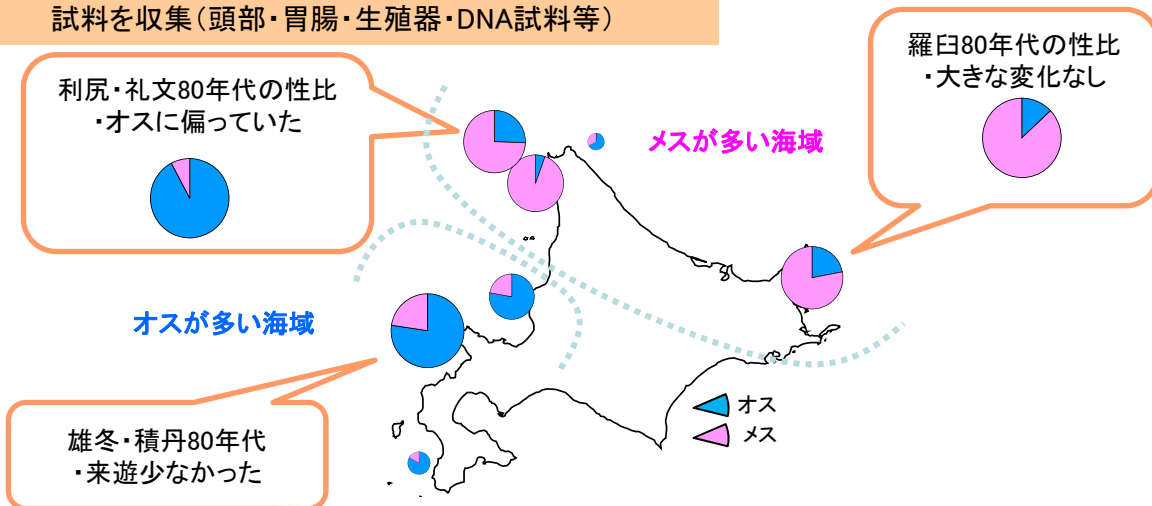 試料を収集(頭部・胃腸・生殖器・DNA試料等)
利尻・礼文80年代の性比
・オスに偏っていた
メスが多い海域
羅臼80年代の性比
・大きな変化なし
オスが多い海域
雄冬・積丹80年代
・来遊少なかった
オス
メス